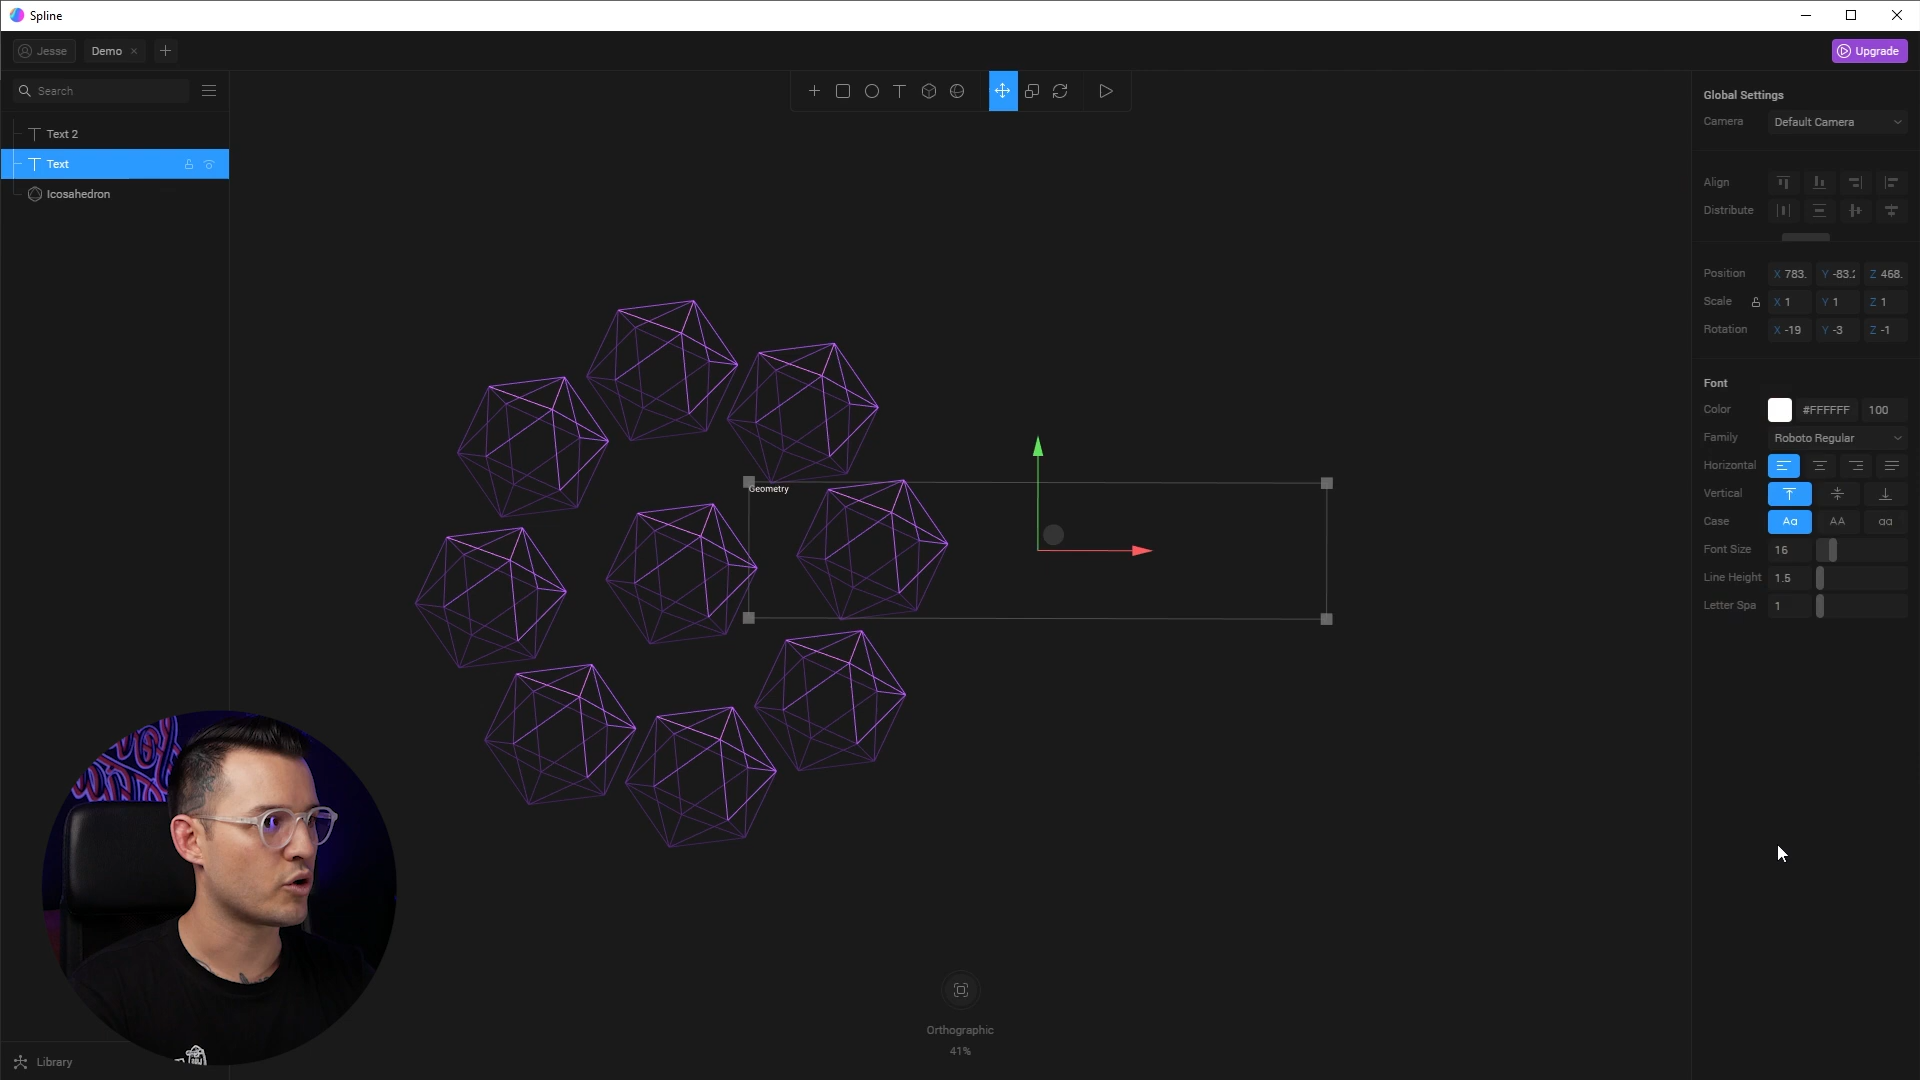 Spline
Jesse
Demo
Upgrade
Search
Text 2
Text
Icosahedron
Global Settings
Camera Default Camera
Align
Distribute
Position X 783. Y -83.2 Z 468.
Scale X 1 Y 1 Z 1
Rotation X -19 Y -3 Z -1
Font
Color #FFFFFF 100
Family Roboto Regular
Horizontal
Vertical
Case Aa AA aa
Font Size 16
Line Height 1.5
Letter Spa 1
Geometry
Orthographic
41%
Library